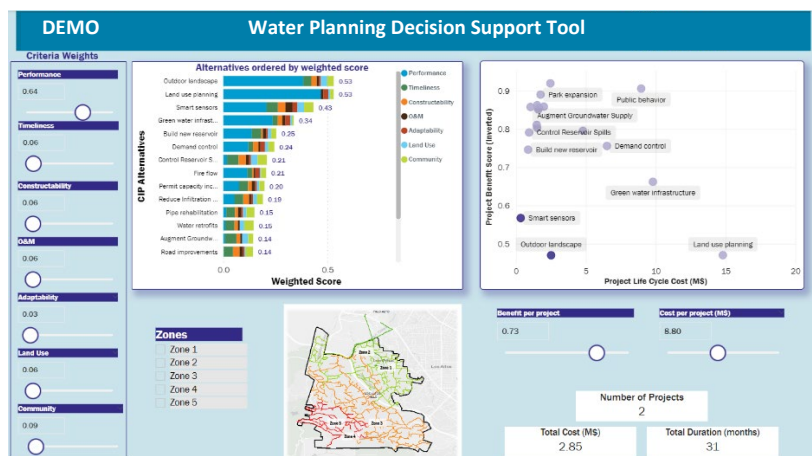 DEMO
Water Planning Decision Support Tool
Criteria Weights
Performance
0.64
Timeliness
0.06
Constructability
0.06
O&M
0.06
Adaptability
0.03
Land Use
0.06
Community
0.09
Alternatives ordered by weighted score
CIP Alternatives
Outdoor landscape 0.53
Land use planning 0.53
Smart sensors 0.43
Green water infrast... 0.34
Build new reservoir 0.25
Demand control 0.24
Control Reservoir S... 0.21
Fire flow 0.21
Permit capacity inc... 0.20
Reduce Infiltration ... 0.19
Pipe rehabilitation 0.15
Water retrofits 0.15
Augment Groundw... 0.14
Road improvements 0.14
0.0 0.5
Weighted Score
Performance
Timeliness
Constructability
O&M
Adaptability
Land Use
Community
Project Benefit Score (Inverted)
0.9
0.8
0.7
0.6
0.5
Park expansion
Public behavior
Augment Groundwater Supply
Control Reservoir Spills
Build new reservoir
Demand control
Green water infrastructure
Smart sensors
Outdoor landscape
Land use planning
0 5 10 15 20
Project Life Cycle Cost (M$)
Zones
Zone 1
Zone 2
Zone 3
Zone 4
Zone 5
Zone 2
Zone 1
Zone 5
Zone 3
Zone 4
Benefit per project
0.73
Cost per project (M$)
8.80
Number of Projects
2
Total Cost (M$)
2.85
Total Duration (months)
31